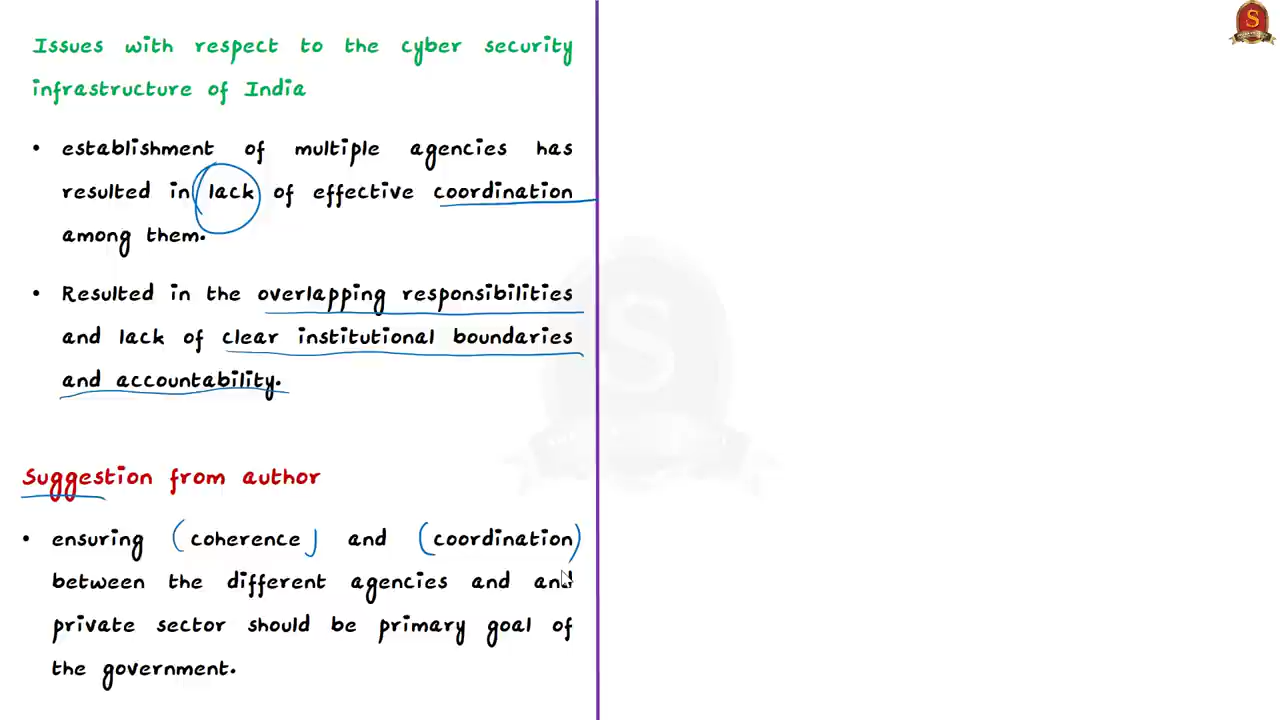 Issues with respect to the cyber security
infrastructure of India
• establishment of multiple agencies has
resulted in lack of effective coordination
among them.
• Resulted in the overlapping responsibilities
and lack of clear institutional boundaries
and accountability.
Suggestion from author
• ensuring (coherence) and (coordination)
between the different agencies and and
private sector should be primary goal of
the government.
S
S